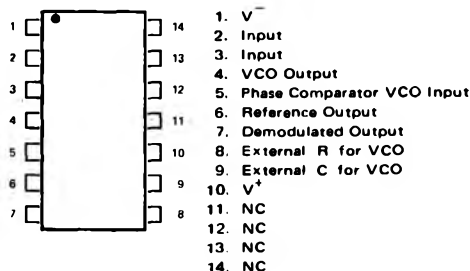 1 14
2 13
3 12
4 11
5 10
6 9
7 8
1. V⁻
2. Input
3. Input
4. VCO Output
5. Phase Comparator VCO Input
6. Reference Output
7. Demodulated Output
8. External R for VCO
9. External C for VCO
10. V⁺
11. NC
12. NC
13. NC
14. NC